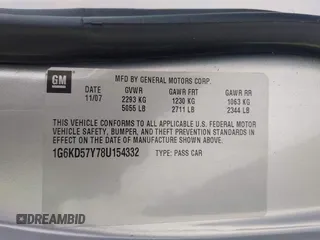 GM
MFD BY GENERAL MOTORS CORP.
DATE GVWR GAWR FRT GAWR RR
11/07 2293 KG 1230 KG 1063 KG
5056 LB 2711 LB 2344 LB
THIS VEHICLE CONFORMS TO ALL APPLICABLE U.S. FEDERAL MOTOR
VEHICLE SAFETY, BUMPER, AND THEFT PREVENTION STANDARDS IN
EFFECT ON THE DATE OF MANUFACTURE SHOWN ABOVE.
1G6KD57Y78U154332 TYPE: PASS CAR
DREAMBID